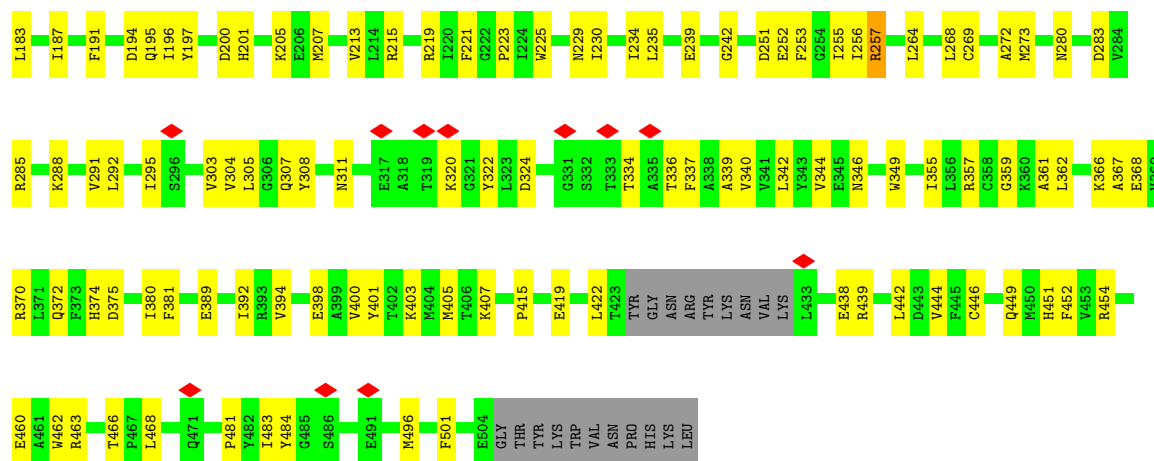 L183 I187 F191 D194 Q195 I196 Y197 D200 H201 K205 E206 M207 V213 L214 R215 R219 I220 F221 G222 P223 I224 W225 N229 I230 I234 L235 E239 G242 D251 E252 F253 G254 I255 I256 R257 L264 L268 C269 A272 M273 N280 D283 V284
R285 K288 V291 L292 I295 S296 V303 V304 L305 G306 Q307 Y308 N311 E317 A318 T319 K320 G321 Y322 L323 D324 G331 S332 T333 T334 A335 T336 F337 A338 A339 V340 V341 L342 Y343 V344 E345 N346 W349 I355 L356 R357 C358 G359 K360 A361 L362 K366 A367 E368
R370 L371 Q372 F373 H374 D375 I380 F381 E389 I392 R393 V394 E398 A399 V400 Y401 T402 K403 M404 M405 T406 K407 P415 E419 L422 T423 TYR GLY ASN ARG TYR LYS ASN VAL LYS L433 E438 R439 L442 D443 V444 F445 C446 Q449 M450 H451 F452 V453 R454
E460 A461 W462 R463 T466 P467 L468 Q471 P481 Y482 I483 Y484 G485 S486 E491 M496 F501 E504 GLY THR TYR LYS TRP VAL ASN PRO HIS LYS LEU